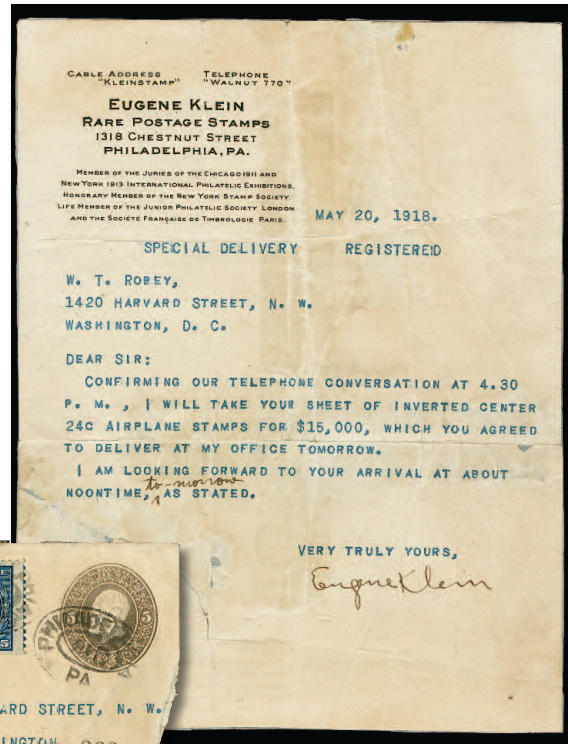 CABLE ADDRESS TELEPHONE
"KLEINSTAMP" "WALNUT 770"
EUGENE KLEIN
RARE POSTAGE STAMPS
1318 CHESTNUT STREET
PHILADELPHIA, PA.
MEMBER OF THE JURIES OF THE CHICAGO 1911 AND
NEW YORK 1913 INTERNATIONAL PHILATELIC EXHIBITIONS.
HONORARY MEMBER OF THE NEW YORK STAMP SOCIETY.
LIFE MEMBER OF THE JUNIOR PHILATELIC SOCIETY LONDON
AND THE SOCIÉTÉ FRANÇAISE DE TIMBROLOGIE PARIS.
MAY 20, 1918.
SPECIAL DELIVERY REGISTERED
W. T. ROBEY,
1420 HARVARD STREET, N. W.
WASHINGTON, D. C.
DEAR SIR:
CONFIRMING OUR TELEPHONE CONVERSATION AT 4.30
P. M., I WILL TAKE YOUR SHEET OF INVERTED CENTER
24C AIRPLANE STAMPS FOR $15,000, WHICH YOU AGREED
TO DELIVER AT MY OFFICE TOMORROW.
I AM LOOKING FORWARD TO YOUR ARRIVAL AT ABOUT
to-morrow
NOONTIME, AS STATED.
VERY TRULY YOURS,
Eugene Klein
5 5
PHILADEL
PA
ARD STREET, N. W.
INGTON